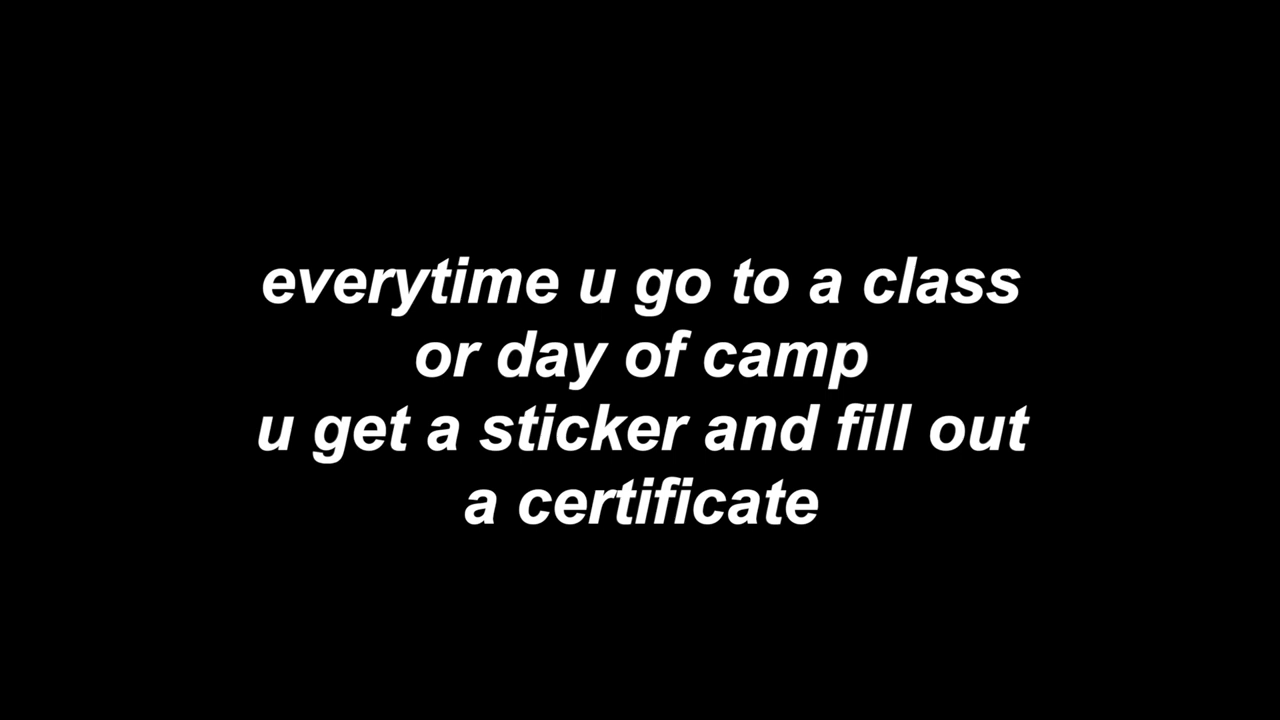 everytime u go to a class
or day of camp
u get a sticker and fill out
a certificate